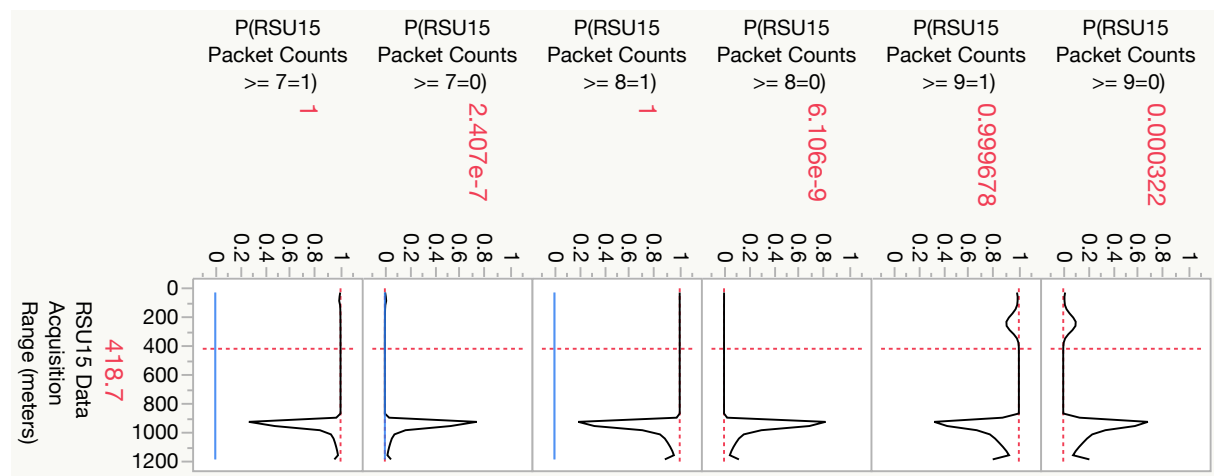 P(RSU15
Packet Counts
>= 7=1)
1
P(RSU15
Packet Counts
>= 7=0)
2.407e-7
P(RSU15
Packet Counts
>= 8=1)
1
P(RSU15
Packet Counts
>= 8=0)
6.106e-9
P(RSU15
Packet Counts
>= 9=1)
0.999678
P(RSU15
Packet Counts
>= 9=0)
0.000322
0 0.2 0.4 0.6 0.8 1
0 0.2 0.4 0.6 0.8 1
0 0.2 0.4 0.6 0.8 1
0 0.2 0.4 0.6 0.8 1
0 0.2 0.4 0.6 0.8 1
0 0.2 0.4 0.6 0.8 1
0
200
400
600
800
1000
1200
418.7
RSU15 Data
Acquisition
Range (meters)